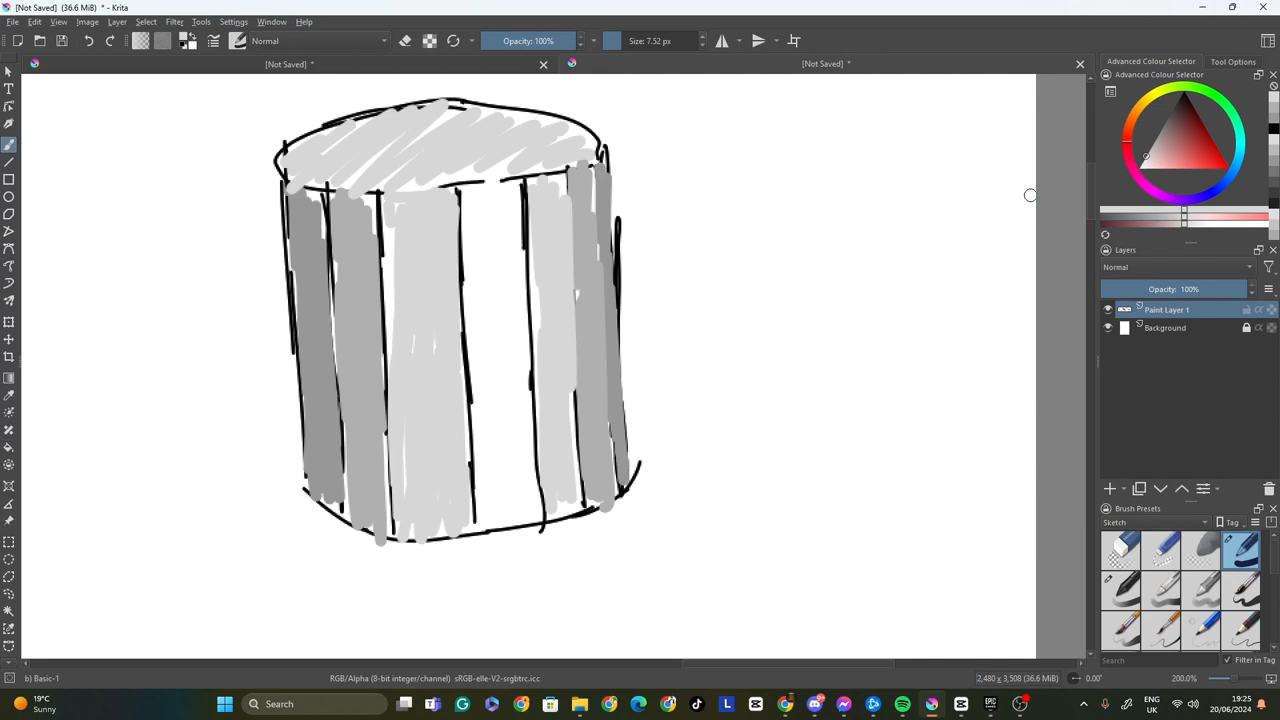 [Not Saved] (36.6 MiB) * - Krita
File Edit View Image Layer Select Filter Tools Settings Window Help
Normal Opacity: 100% Size: 7.52 px
[Not Saved] * [Not Saved] *
Advanced Colour Selector Tool Options
Advanced Colour Selector
Layers
Normal
Opacity: 100%
Paint Layer 1
Background
Brush Presets
Sketch Tag
Search Filter in Tag
b) Basic-1 RGB/Alpha (8-bit integer/channel) sRGB-elle-V2-srgbtrc.icc 2,480 x 3,508 (36.6 MiB) 0.00° 200.0%
19°C
Sunny
Search
ENG
UK
19:25
20/06/2024